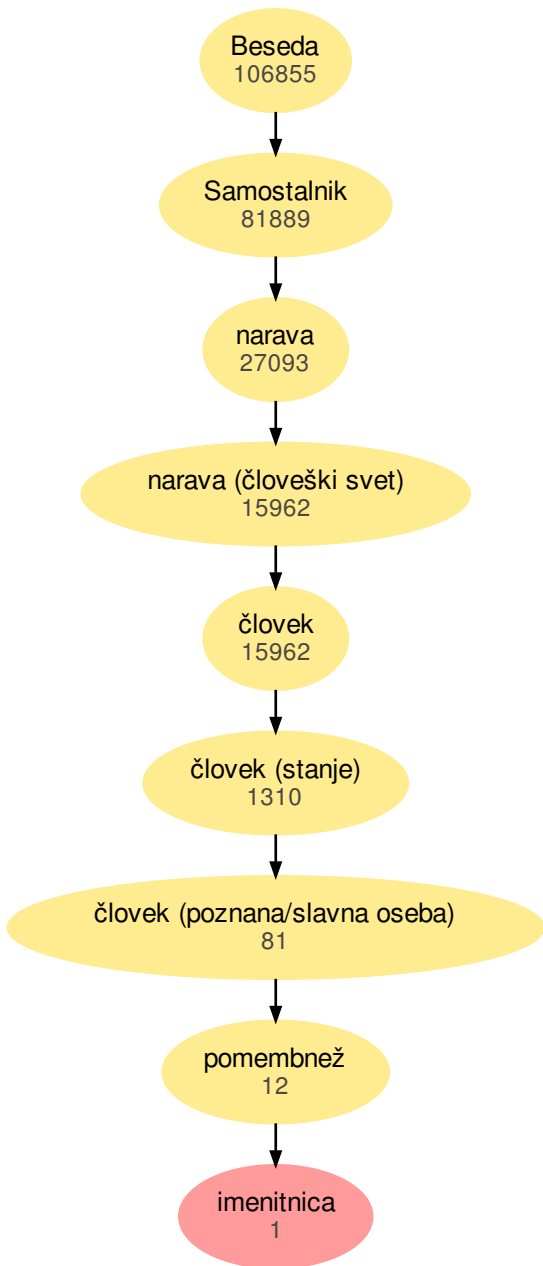 Beseda
106855
Samostalnik
81889
narava
27093
narava (človeški svet)
15962
človek
15962
človek (stanje)
1310
človek (poznana/slavna oseba)
81
pomembnež
12
imenitnica
1